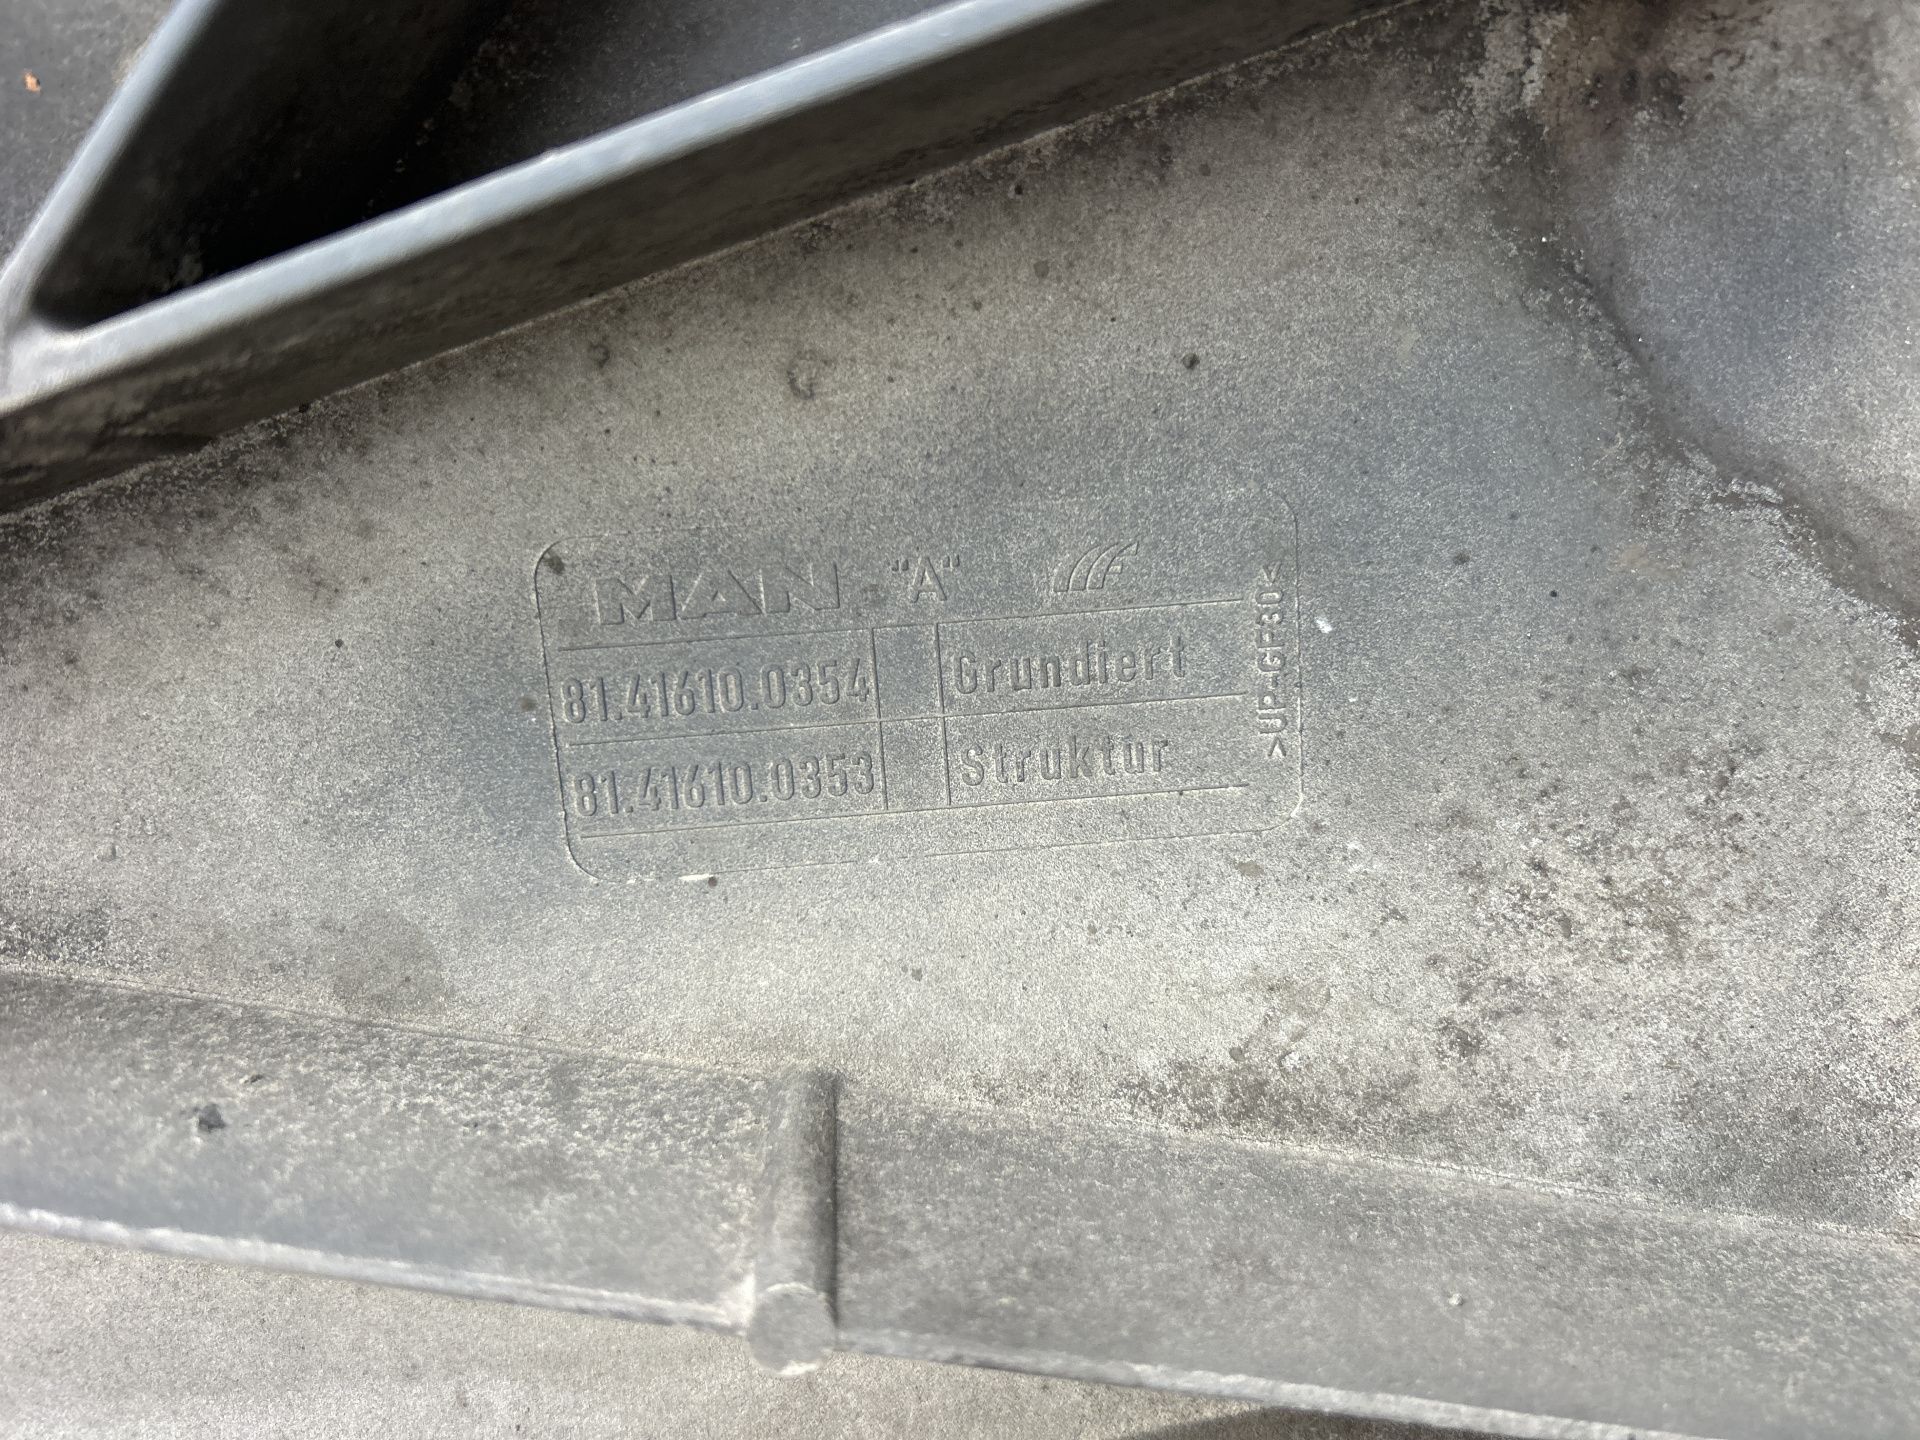 MAN "A"
81.41610.0354 Grundiert
81.41610.0353 Struktur
>UP-GF30<